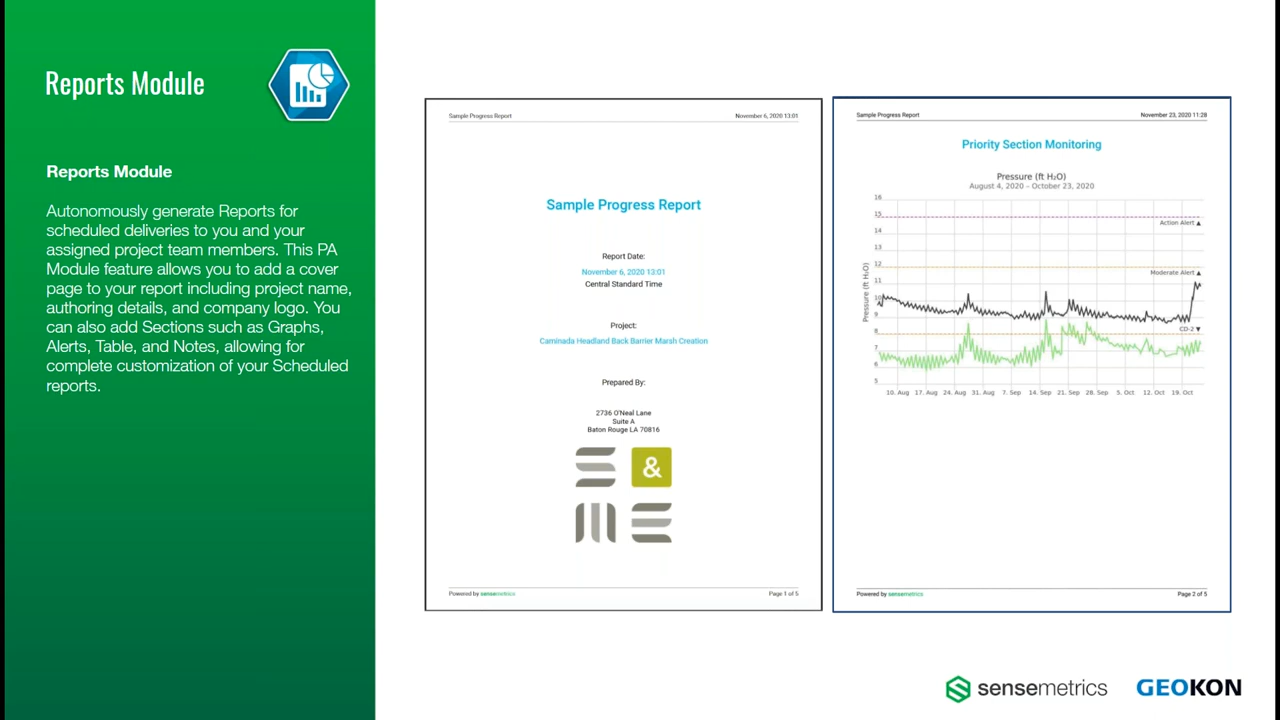 Reports Module
Reports Module
Autonomously generate Reports for
scheduled deliveries to you and your
assigned project team members. This PA
Module feature allows you to add a cover
page to your report including project name,
authoring details, and company logo. You
can also add Sections such as Graphs,
Alerts, Table, and Notes, allowing for
complete customization of your Scheduled
reports.
Sample Progress Report November 6, 2020 13:01
Sample Progress Report
Report Date:
November 6, 2020 13:01
Central Standard Time
Project:
Caminada Headland Back Barrier Marsh Creation
Prepared By:
2736 O'Neal Lane
Suite A
Baton Rouge LA 70816
S &
M E
Powered by sensemetrics Page 1 of 5
Sample Progress Report November 23, 2020 11:28
Priority Section Monitoring
Pressure (ft H₂O)
August 4, 2020 – October 23, 2020
Pressure (ft H₂O)
16
15
Action Alert ▲
14
13
12
Moderate Alert ▲
11
10
9
CD-2 ▼
8
7
6
5
10. Aug 17. Aug 24. Aug 31. Aug 7. Sep 14. Sep 21. Sep 28. Sep 5. Oct 12. Oct 19. Oct
Powered by sensemetrics Page 2 of 5
sensemetrics GEOKON